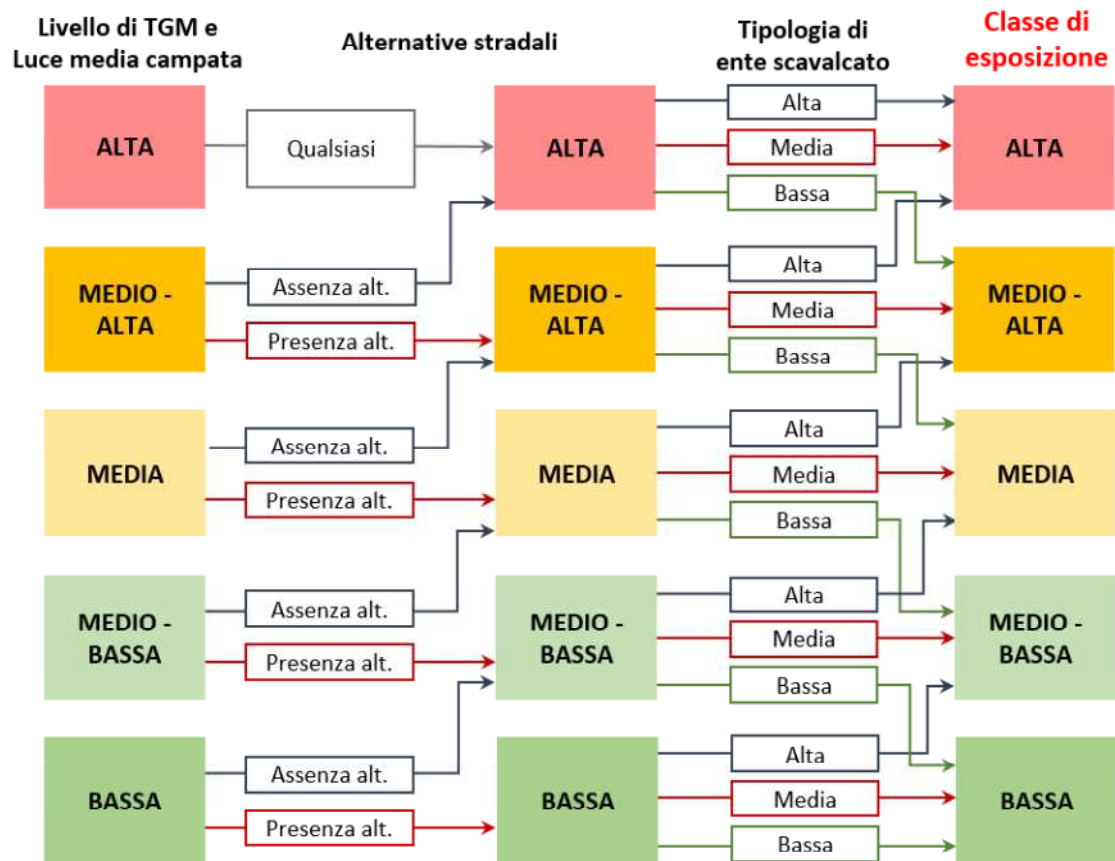 Livello di TGM e
Luce media campata
Alternative stradali
Tipologia di
ente scavalcato
Classe di
esposizione
ALTA
Qualsiasi
ALTA
Alta
Media
Bassa
ALTA
MEDIO -
ALTA
Assenza alt.
Presenza alt.
MEDIO -
ALTA
Alta
Media
Bassa
MEDIO -
ALTA
MEDIA
Assenza alt.
Presenza alt.
MEDIA
Alta
Media
Bassa
MEDIA
MEDIO -
BASSA
Assenza alt.
Presenza alt.
MEDIO -
BASSA
Alta
Media
Bassa
MEDIO -
BASSA
BASSA
Assenza alt.
Presenza alt.
BASSA
Alta
Media
Bassa
BASSA